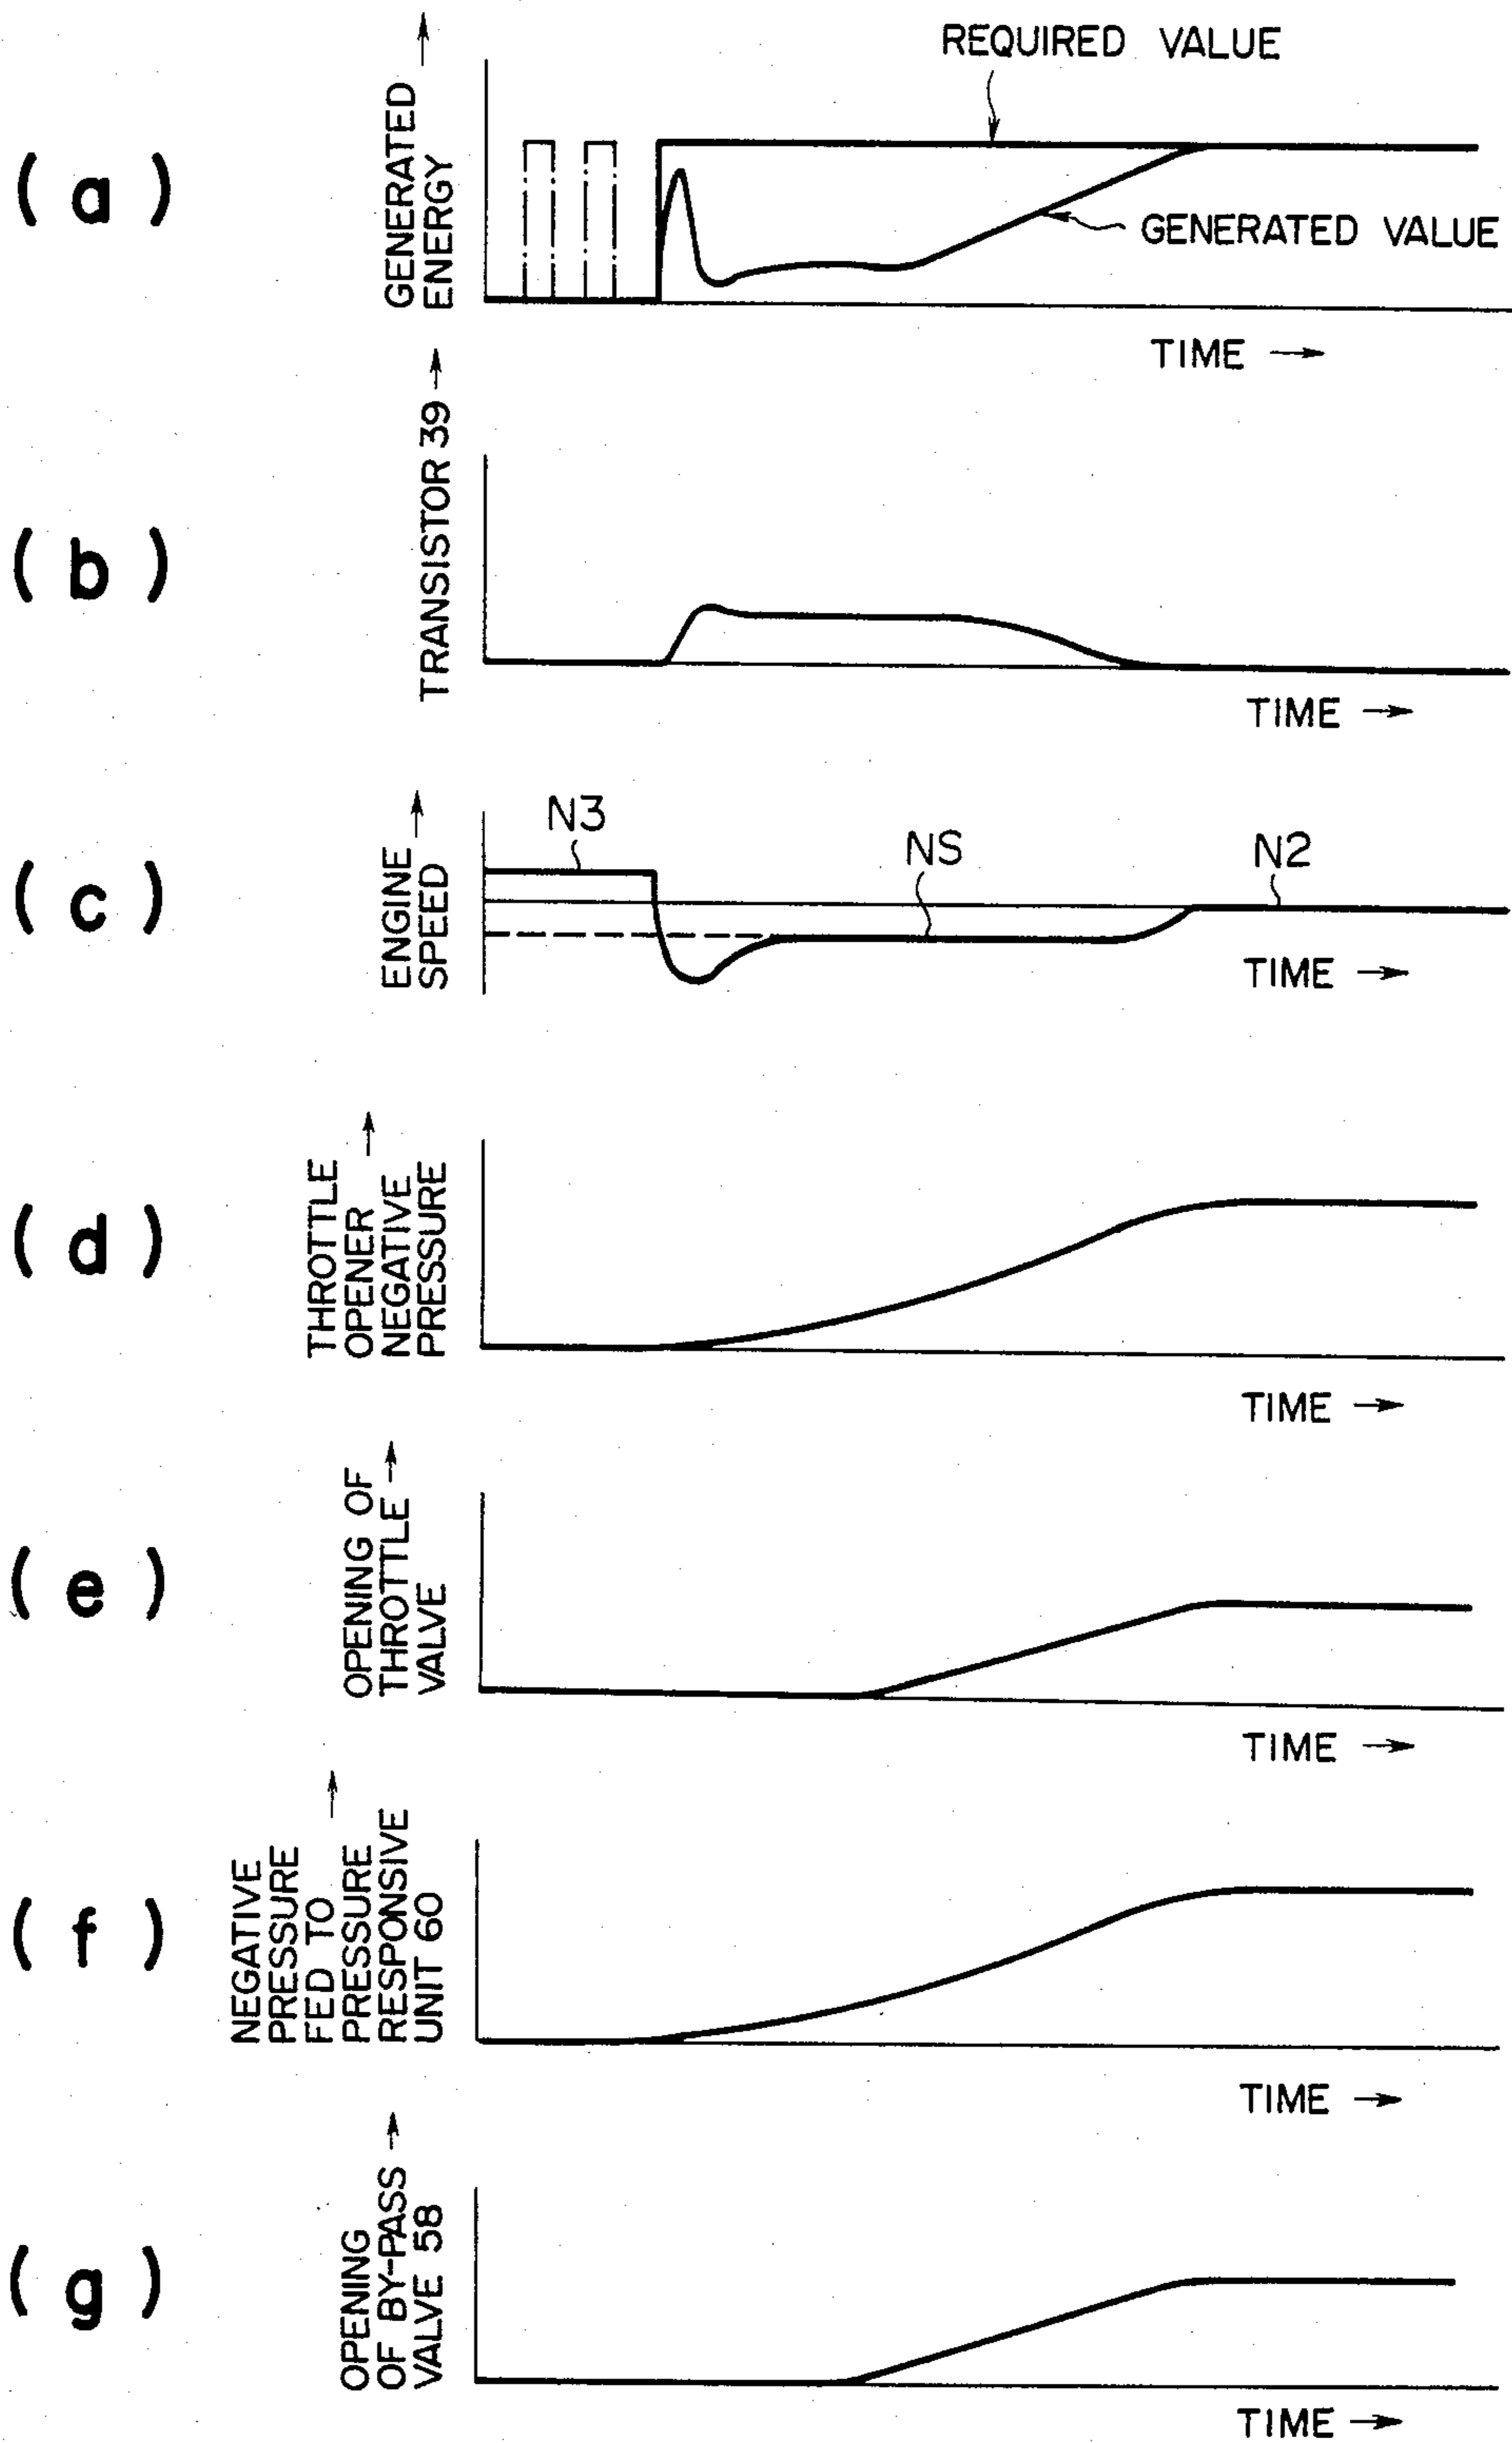 (a)
GENERATED
ENERGY
REQUIRED VALUE
GENERATED VALUE
TIME
(b)
TRANSISTOR 39
TIME
(c)
ENGINE
SPEED
N3
NS
N2
TIME
(d)
THROTTLE
OPENER
NEGATIVE
PRESSURE
TIME
(e)
OPENING OF
THROTTLE
VALVE
TIME
(f)
NEGATIVE
PRESSURE
FED TO
PRESSURE
RESPONSIVE
UNIT 60
TIME
(g)
OPENING
OF BY-PASS
VALVE 58
TIME